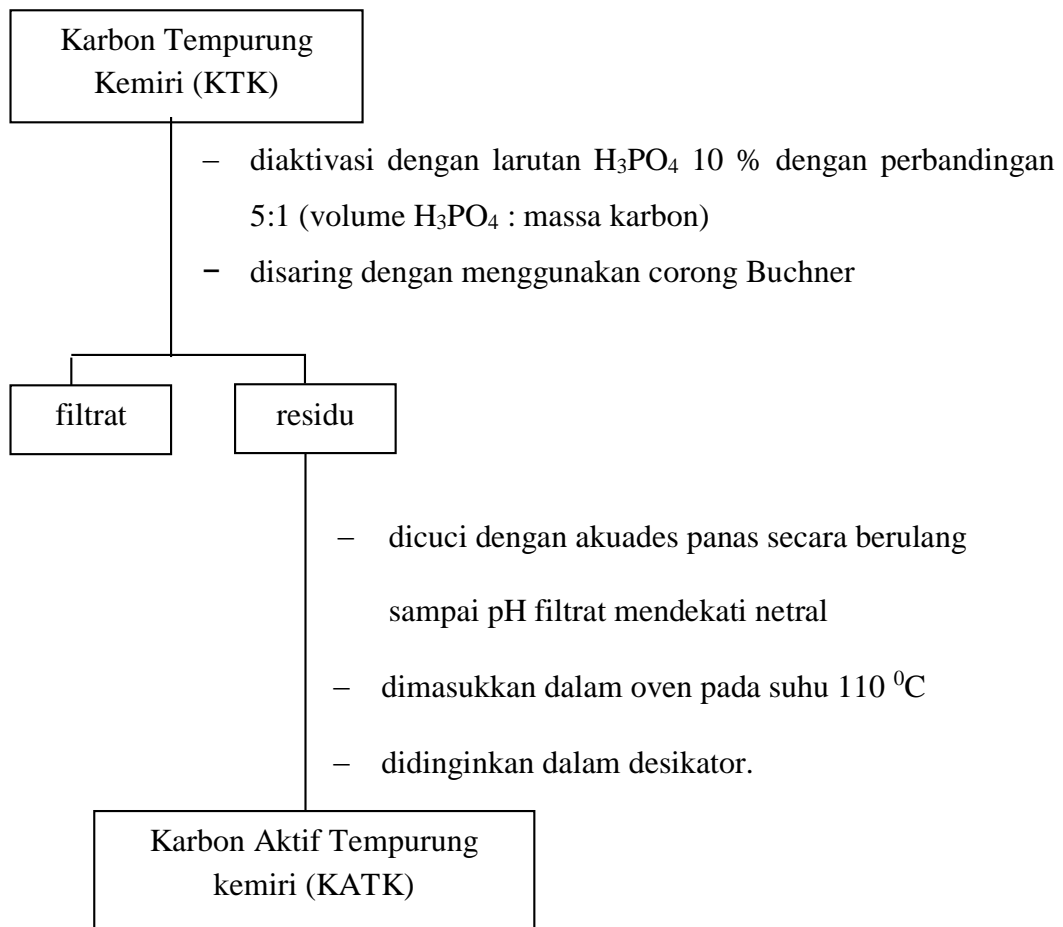 Karbon Tempurung
Kemiri (KTK)
– diaktivasi dengan larutan H₃PO₄ 10 % dengan perbandingan
5:1 (volume H₃PO₄ : massa karbon)
− disaring dengan menggunakan corong Buchner
filtrat
residu
– dicuci dengan akuades panas secara berulang
sampai pH filtrat mendekati netral
– dimasukkan dalam oven pada suhu 110 ⁰C
– didinginkan dalam desikator.
Karbon Aktif Tempurung
kemiri (KATK)